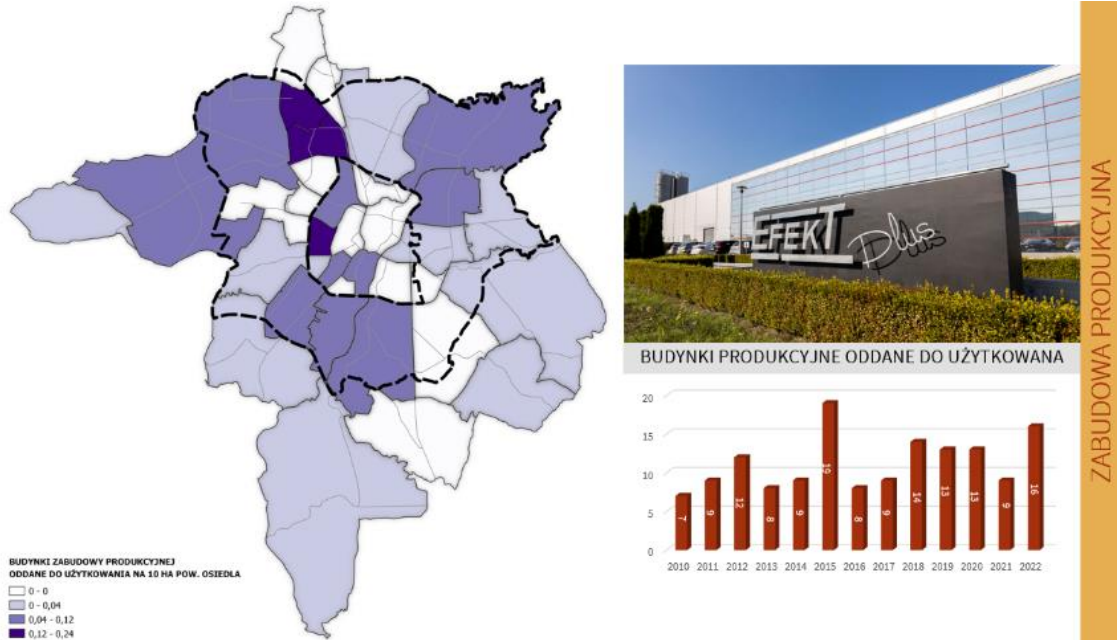 BUDYNKI ZABUDOWY PRODUKCYJNEJ
ODDANE DO UŻYTKOWANIA NA 10 HA POW. OSIEDLA
0 - 0
0 - 0,04
0,04 - 0,12
0,12 - 0,24
EFEKT Plus
BUDYNKI PRODUKCYJNE ODDANE DO UŻYTKOWANA
20
15
10
5
0
7
9
12
8
9
19
8
9
14
13
13
9
16
2010 2011 2012 2013 2014 2015 2016 2017 2018 2019 2020 2021 2022
ZABUDOWA PRODUKCYJNA